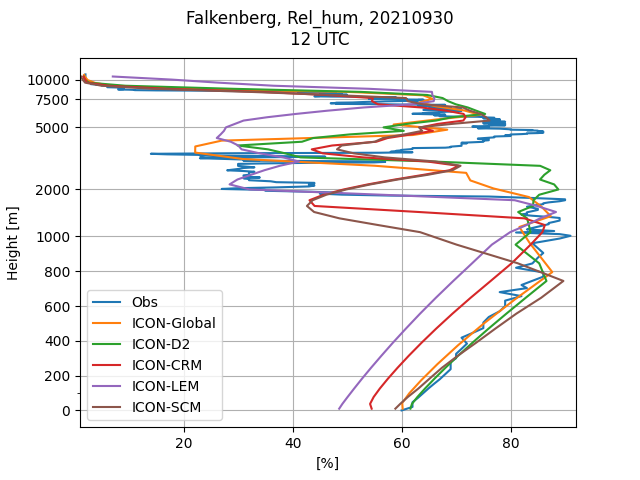 Falkenberg, Rel_hum, 20210930
12 UTC
Height [m]
10000
7500
5000
2000
1000
800
600
400
200
0
Obs
ICON-Global
ICON-D2
ICON-CRM
ICON-LEM
ICON-SCM
20
40
60
80
[%]